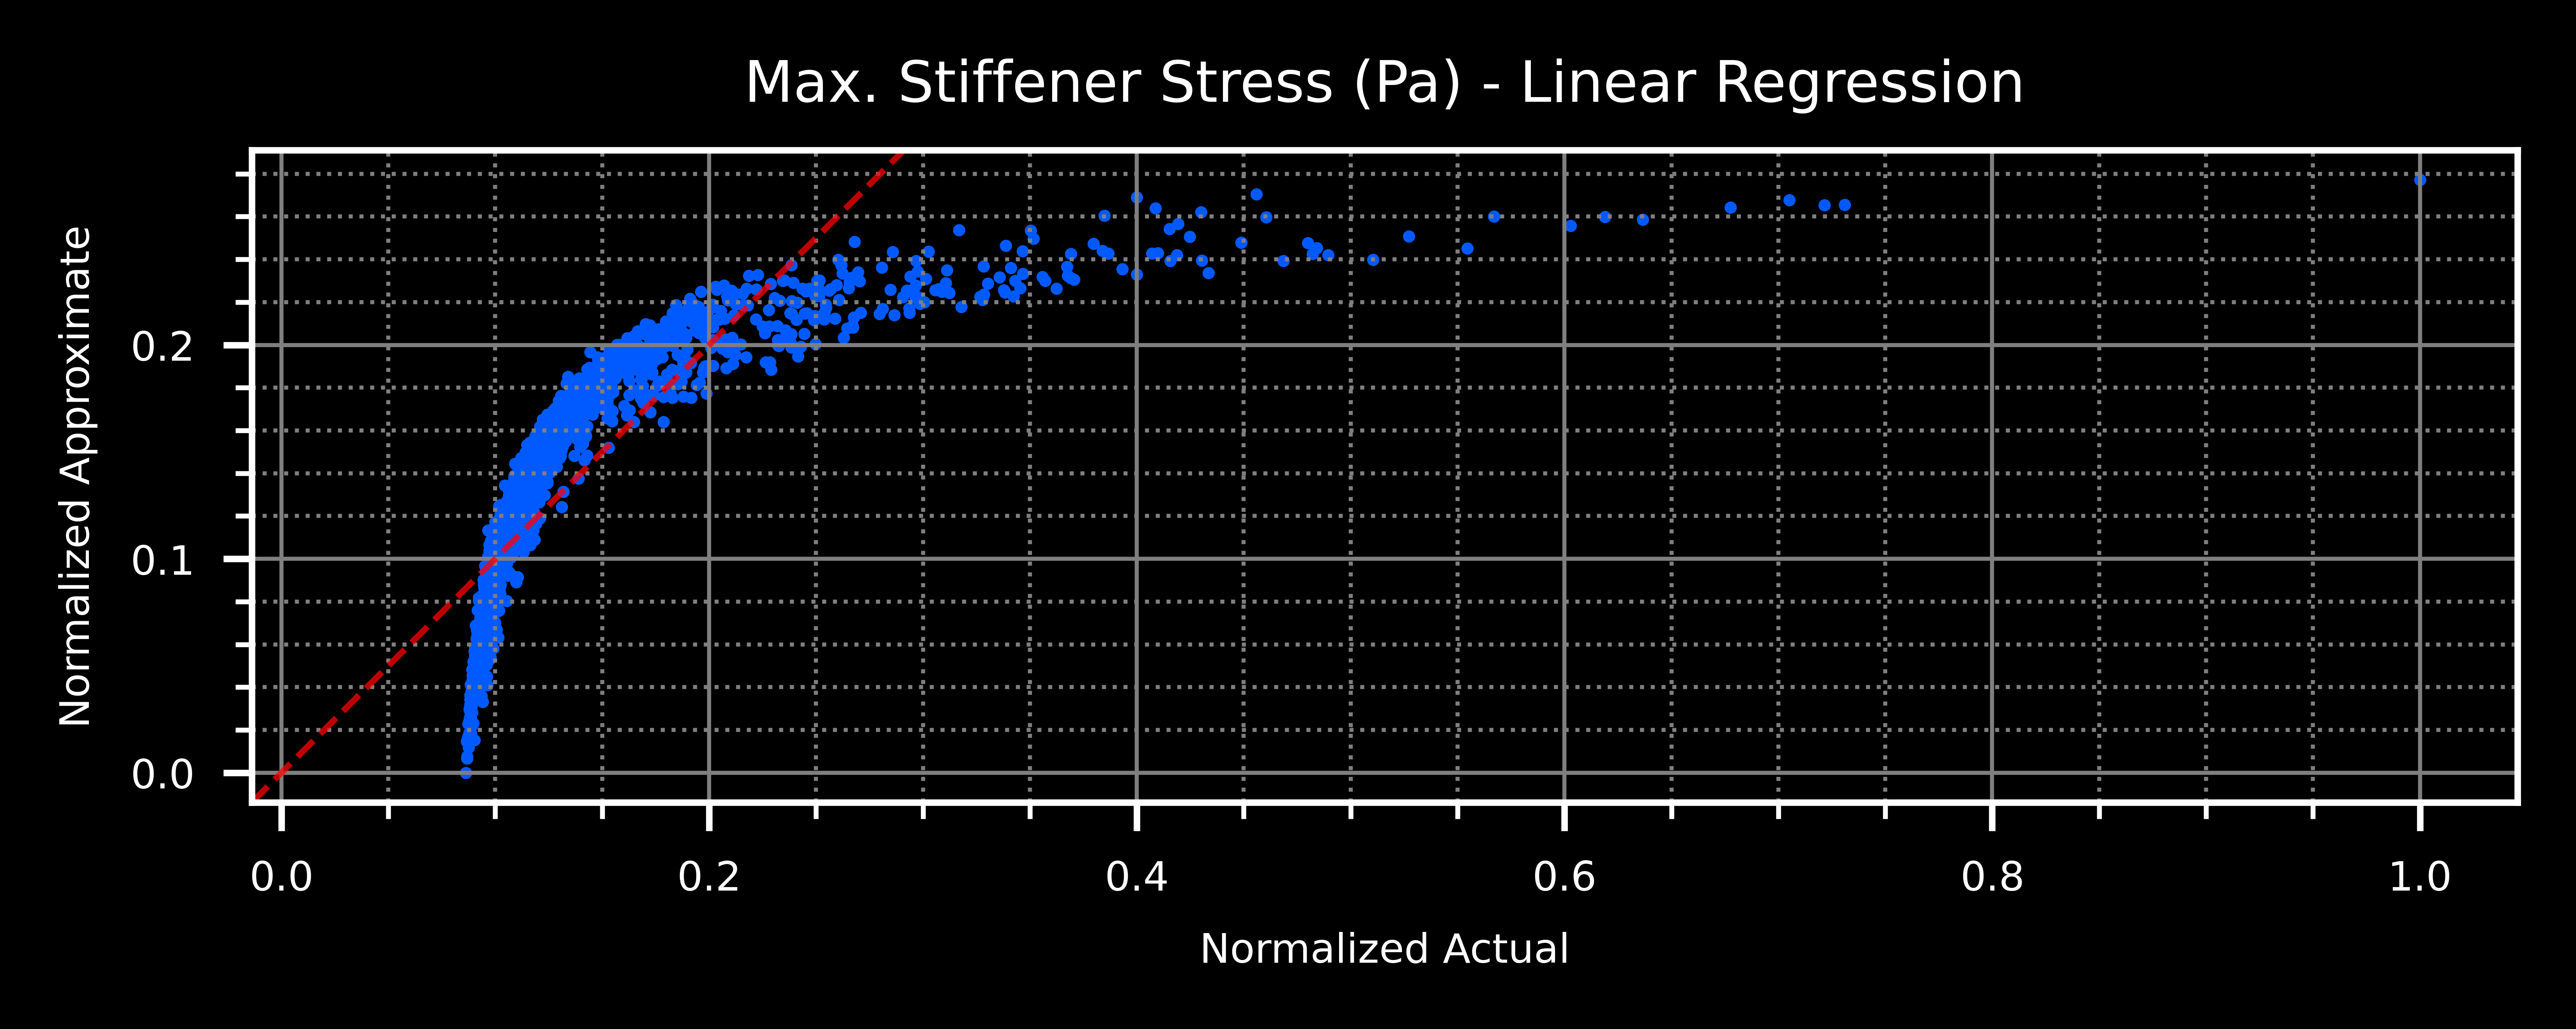 Max. Stiffener Stress (Pa) - Linear Regression
Normalized Approximate
0.2
0.1
0.0
0.0 0.2 0.4 0.6 0.8 1.0
Normalized Actual